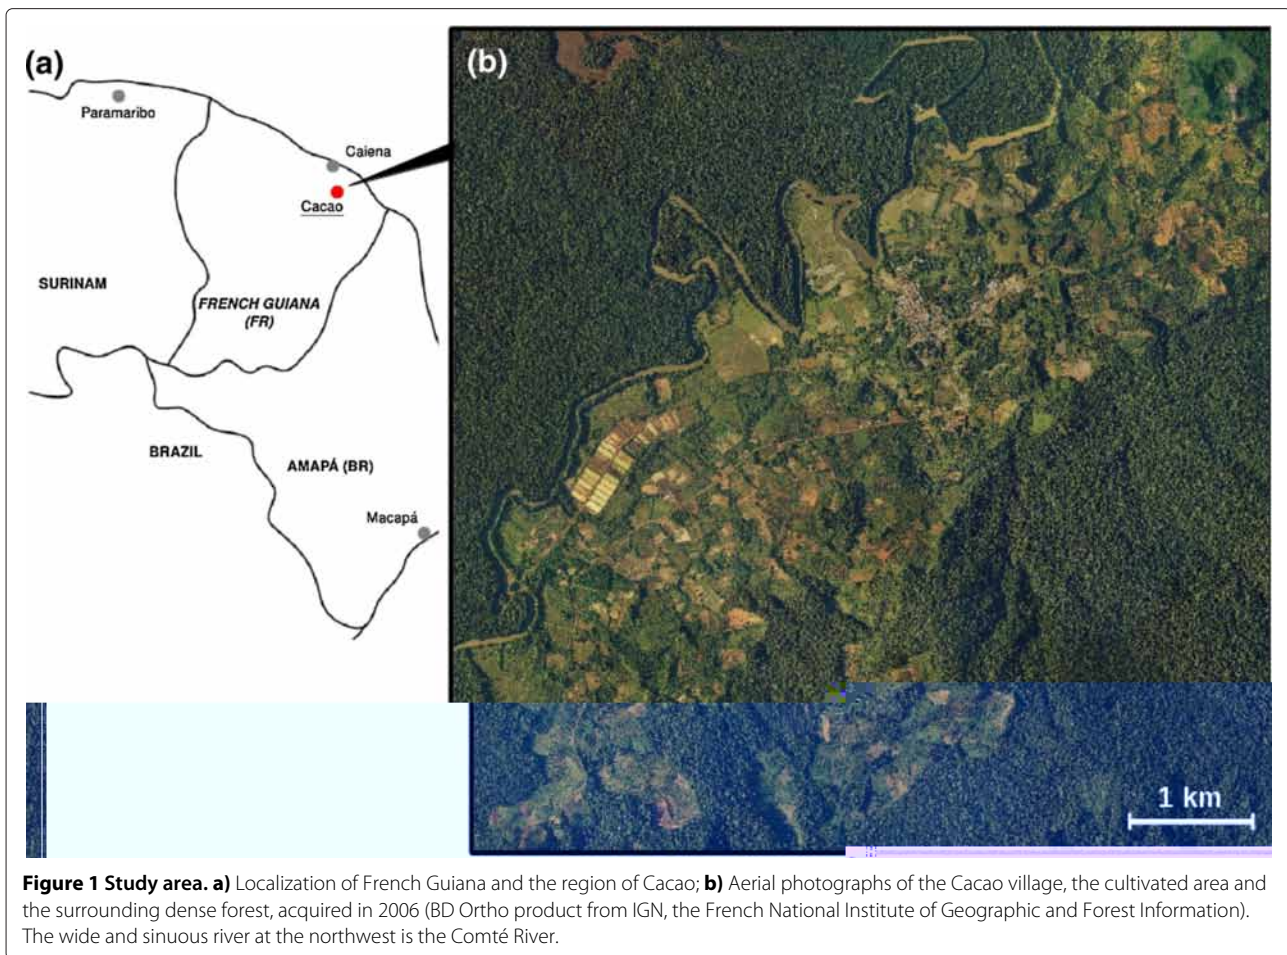 (a)
(b)
Paramaribo
Caiena
Cacao
SURINAM
FRENCH GUIANA
(FR)
BRAZIL
AMAPÁ (BR)
Macapá
1 km
Figure 1 Study area. a) Localization of French Guiana and the region of Cacao; b) Aerial photographs of the Cacao village, the cultivated area and
the surrounding dense forest, acquired in 2006 (BD Ortho product from IGN, the French National Institute of Geographic and Forest Information).
The wide and sinuous river at the northwest is the Comté River.